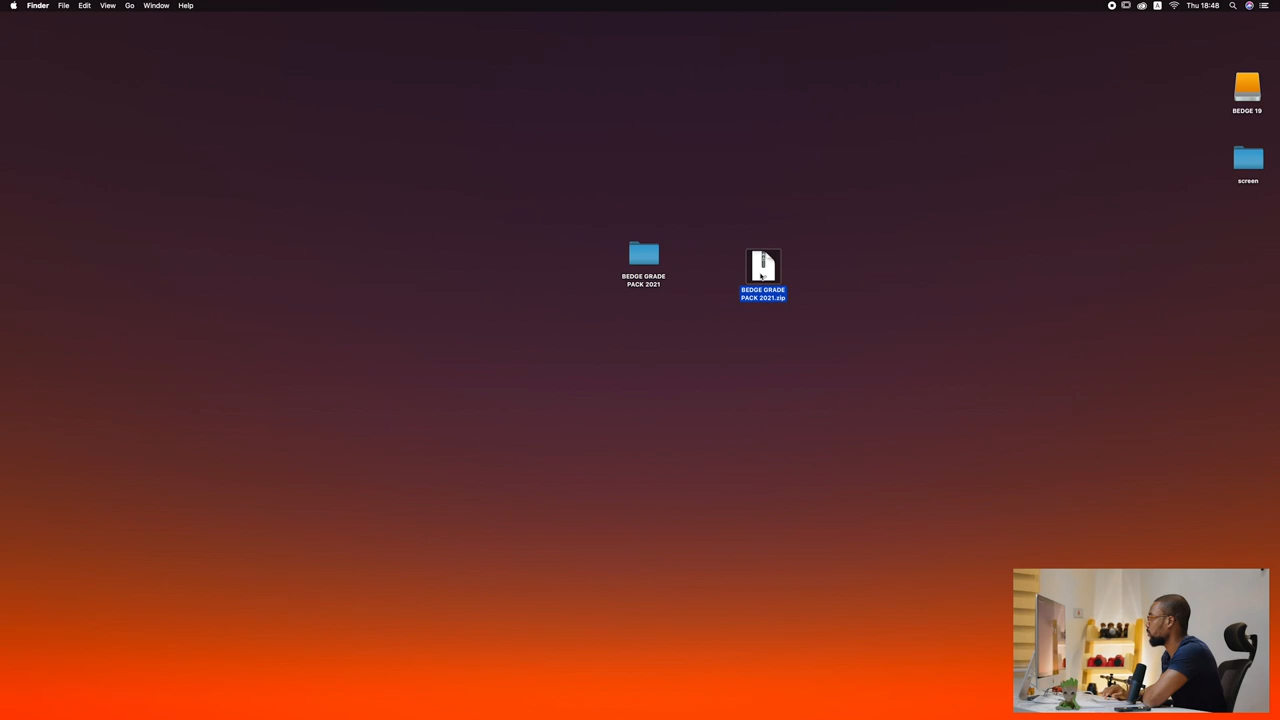 Finder File Edit View Go Window Help
A Thu 18:48
BEDGE 19
screen
BEDGE GRADE
PACK 2021
BEDGE GRADE
PACK 2021.zip